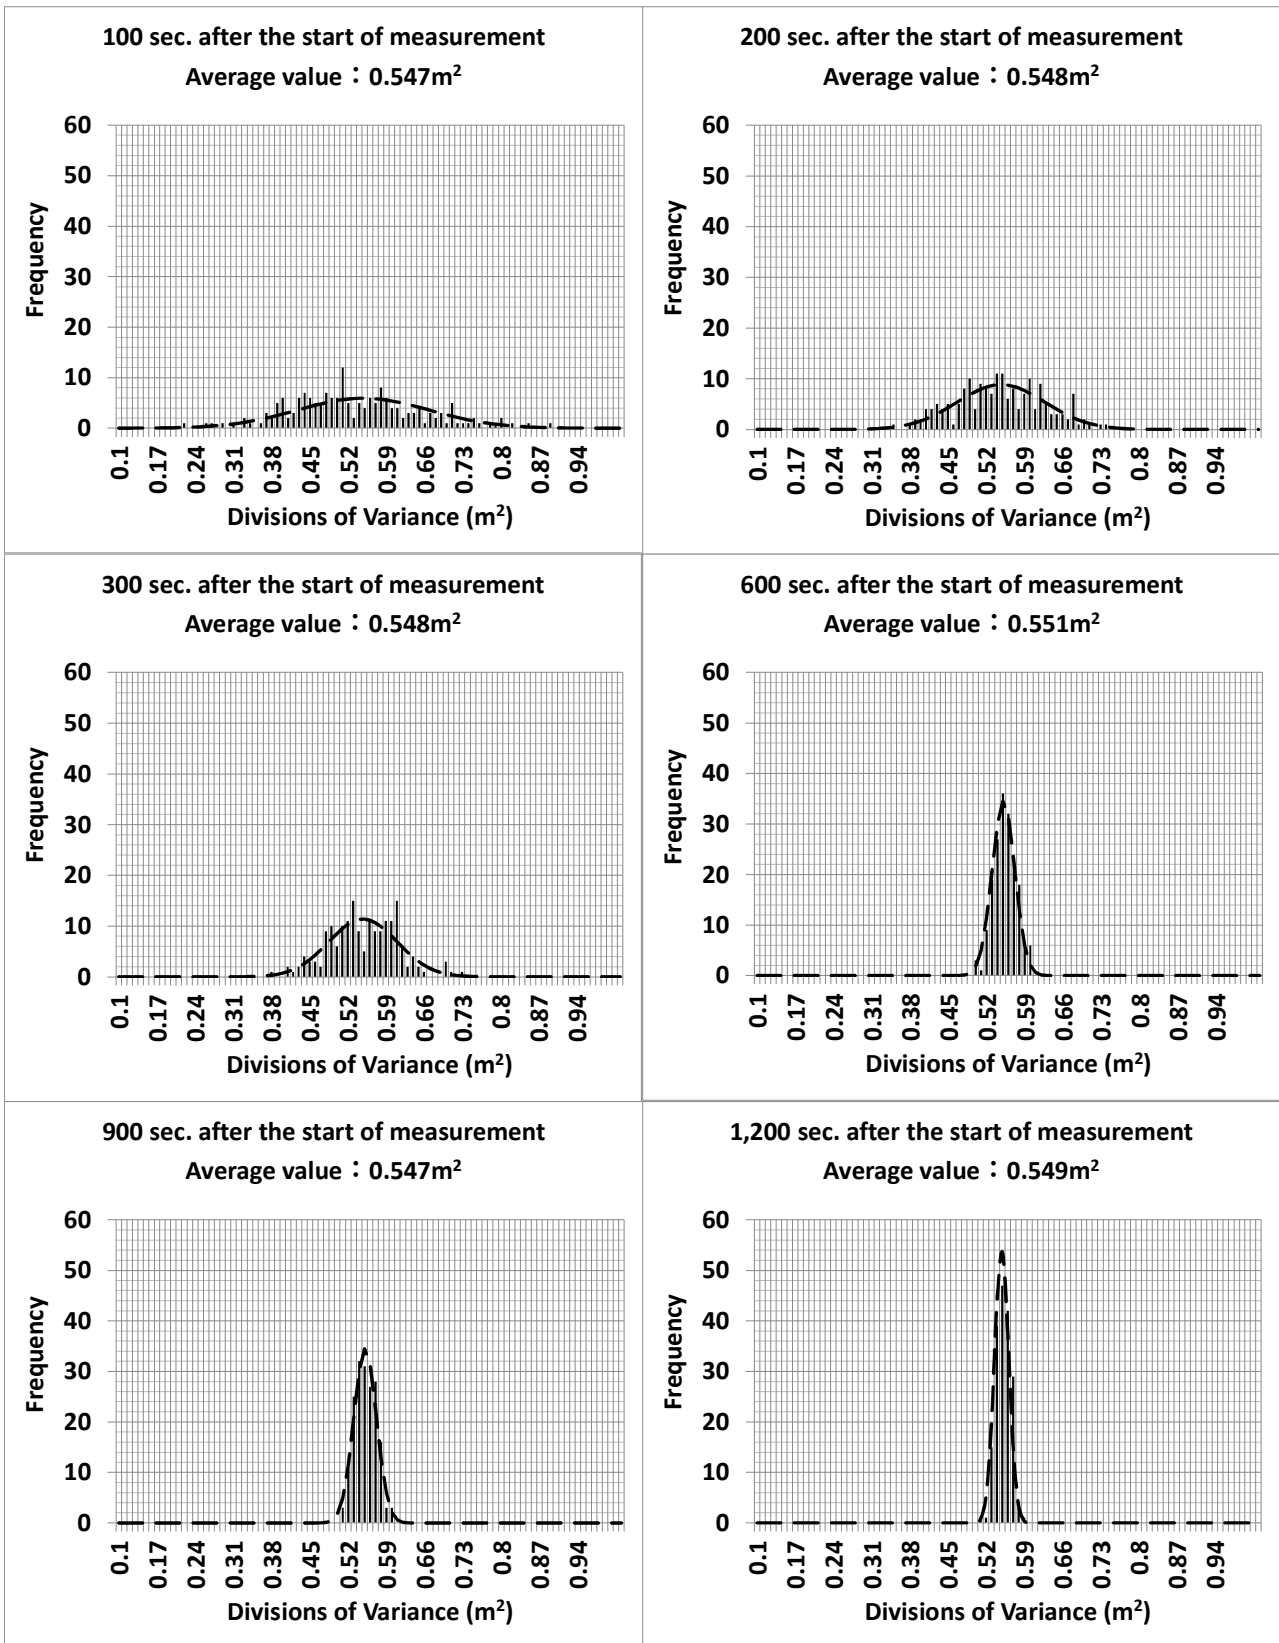 100 sec. after the start of measurement
Average value：0.547m²
60
50
40
30
20
10
0
Frequency
0.1 0.17 0.24 0.31 0.38 0.45 0.52 0.59 0.66 0.73 0.8 0.87 0.94
Divisions of Variance (m²)
200 sec. after the start of measurement
Average value：0.548m²
60
50
40
30
20
10
0
Frequency
0.1 0.17 0.24 0.31 0.38 0.45 0.52 0.59 0.66 0.73 0.8 0.87 0.94
Divisions of Variance (m²)
300 sec. after the start of measurement
Average value：0.548m²
60
50
40
30
20
10
0
Frequency
0.1 0.17 0.24 0.31 0.38 0.45 0.52 0.59 0.66 0.73 0.8 0.87 0.94
Divisions of Variance (m²)
600 sec. after the start of measurement
Average value：0.551m²
60
50
40
30
20
10
0
Frequency
0.1 0.17 0.24 0.31 0.38 0.45 0.52 0.59 0.66 0.73 0.8 0.87 0.94
Divisions of Variance (m²)
900 sec. after the start of measurement
Average value：0.547m²
60
50
40
30
20
10
0
Frequency
0.1 0.17 0.24 0.31 0.38 0.45 0.52 0.59 0.66 0.73 0.8 0.87 0.94
Divisions of Variance (m²)
1,200 sec. after the start of measurement
Average value：0.549m²
60
50
40
30
20
10
0
Frequency
0.1 0.17 0.24 0.31 0.38 0.45 0.52 0.59 0.66 0.73 0.8 0.87 0.94
Divisions of Variance (m²)